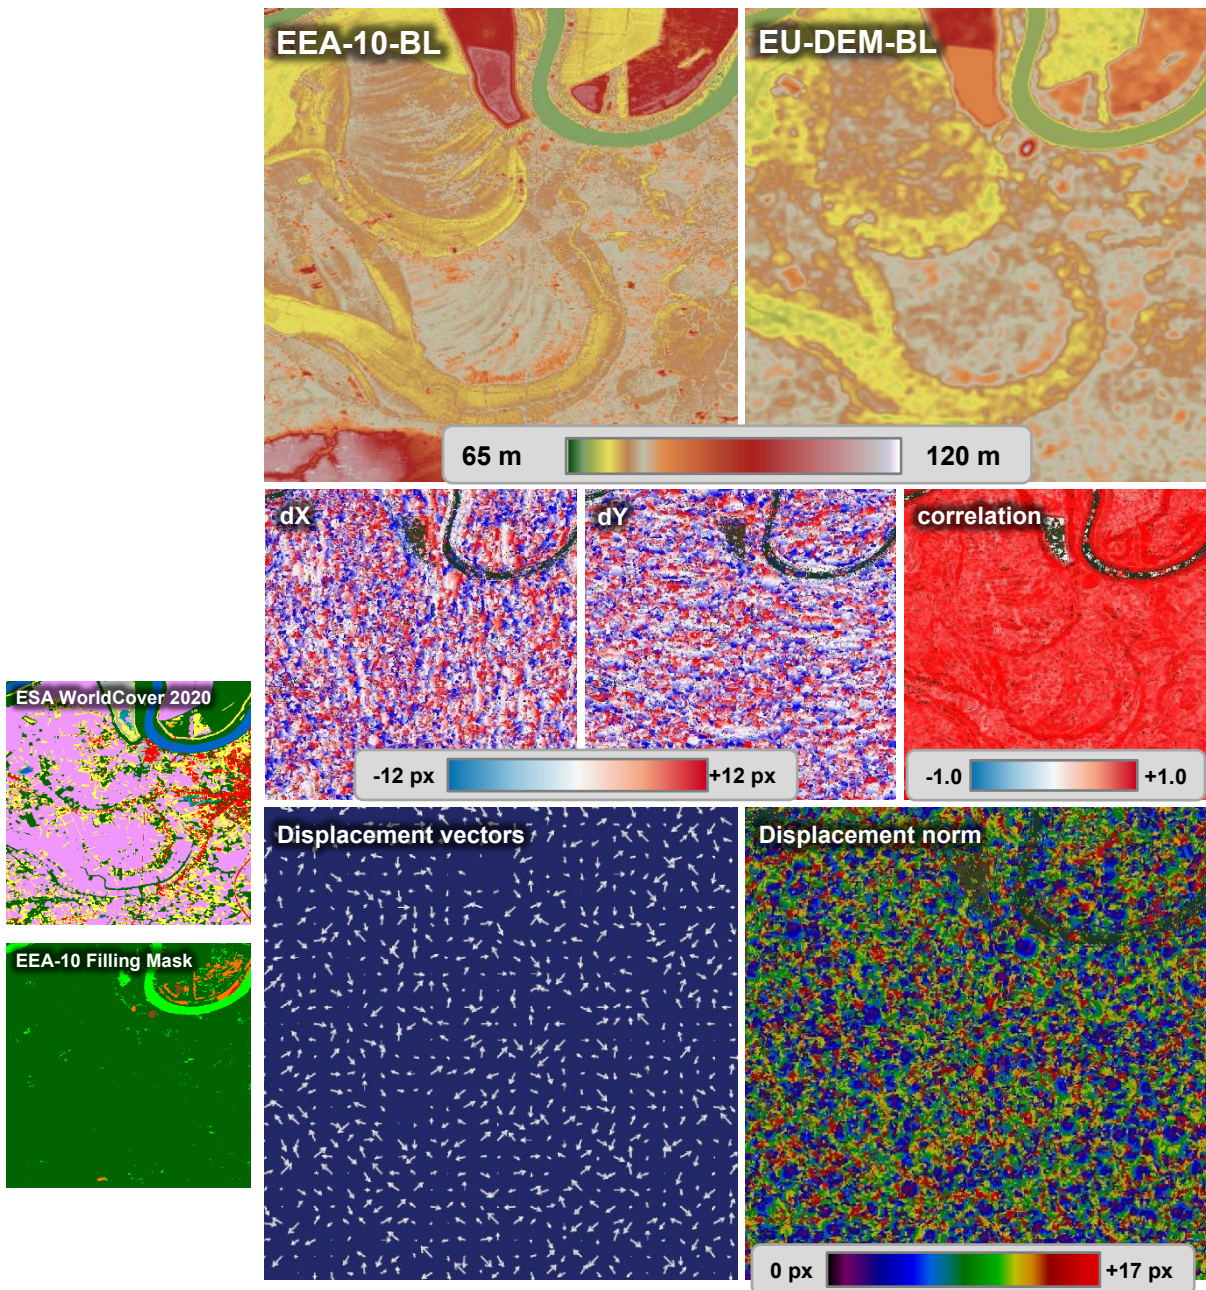 EEA-10-BL
EU-DEM-BL
65 m
120 m
dX
dY
correlation
-12 px
+12 px
-1.0
+1.0
ESA WorldCover 2020
EEA-10 Filling Mask
Displacement vectors
Displacement norm
0 px
+17 px